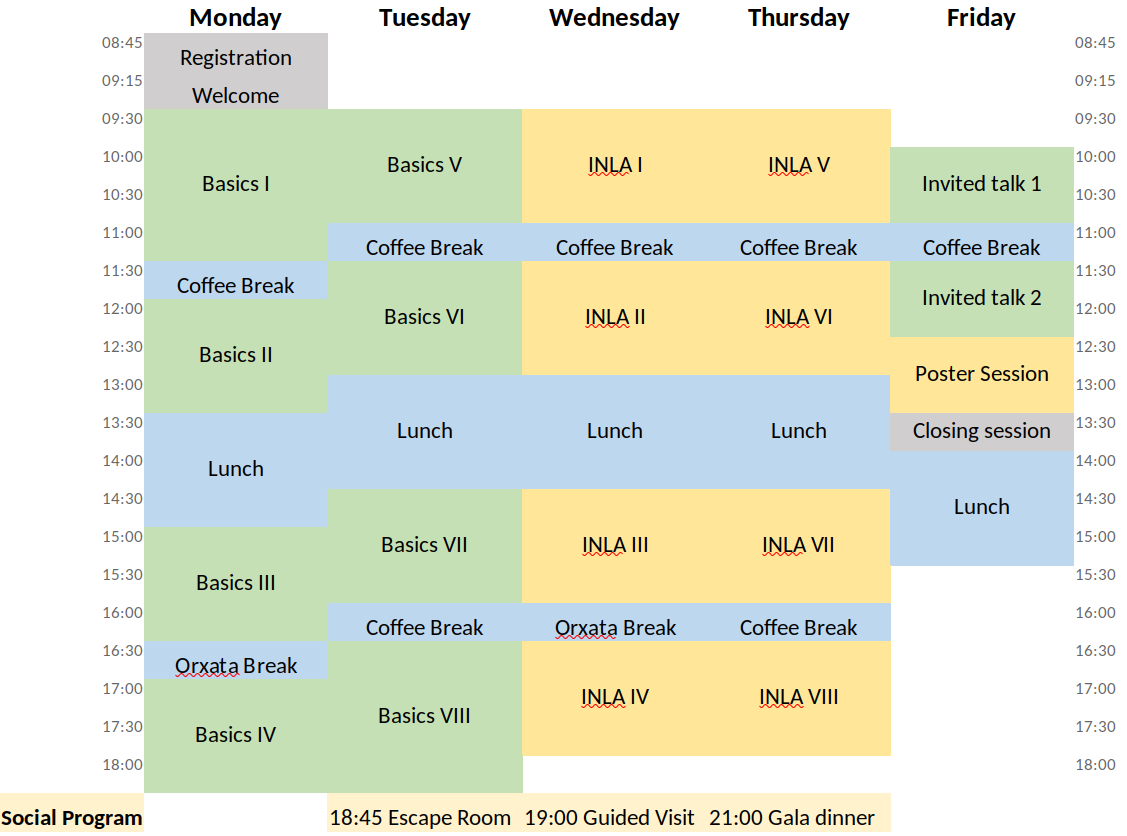 Monday Tuesday Wednesday Thursday Friday
08:45 08:45
Registration
09:15 09:15
Welcome
09:30 09:30
10:00 10:00
Basics V INLA I INLA V
Basics I Invited talk 1
10:30 10:30
11:00 11:00
Coffee Break Coffee Break Coffee Break Coffee Break
11:30 11:30
Coffee Break
Invited talk 2
12:00 12:00
Basics VI INLA II INLA VI
12:30 12:30
Basics II
Poster Session
13:00 13:00
13:30 13:30
Lunch Lunch Lunch Closing session
14:00 14:00
Lunch
14:30 14:30
Lunch
15:00 15:00
Basics VII INLA III INLA VII
15:30 15:30
Basics III
16:00 16:00
Coffee Break Orxata Break Coffee Break
16:30 16:30
Orxata Break
17:00 17:00
INLA IV INLA VIII
Basics VIII
17:30 17:30
Basics IV
18:00 18:00
Social Program 18:45 Escape Room 19:00 Guided Visit 21:00 Gala dinner